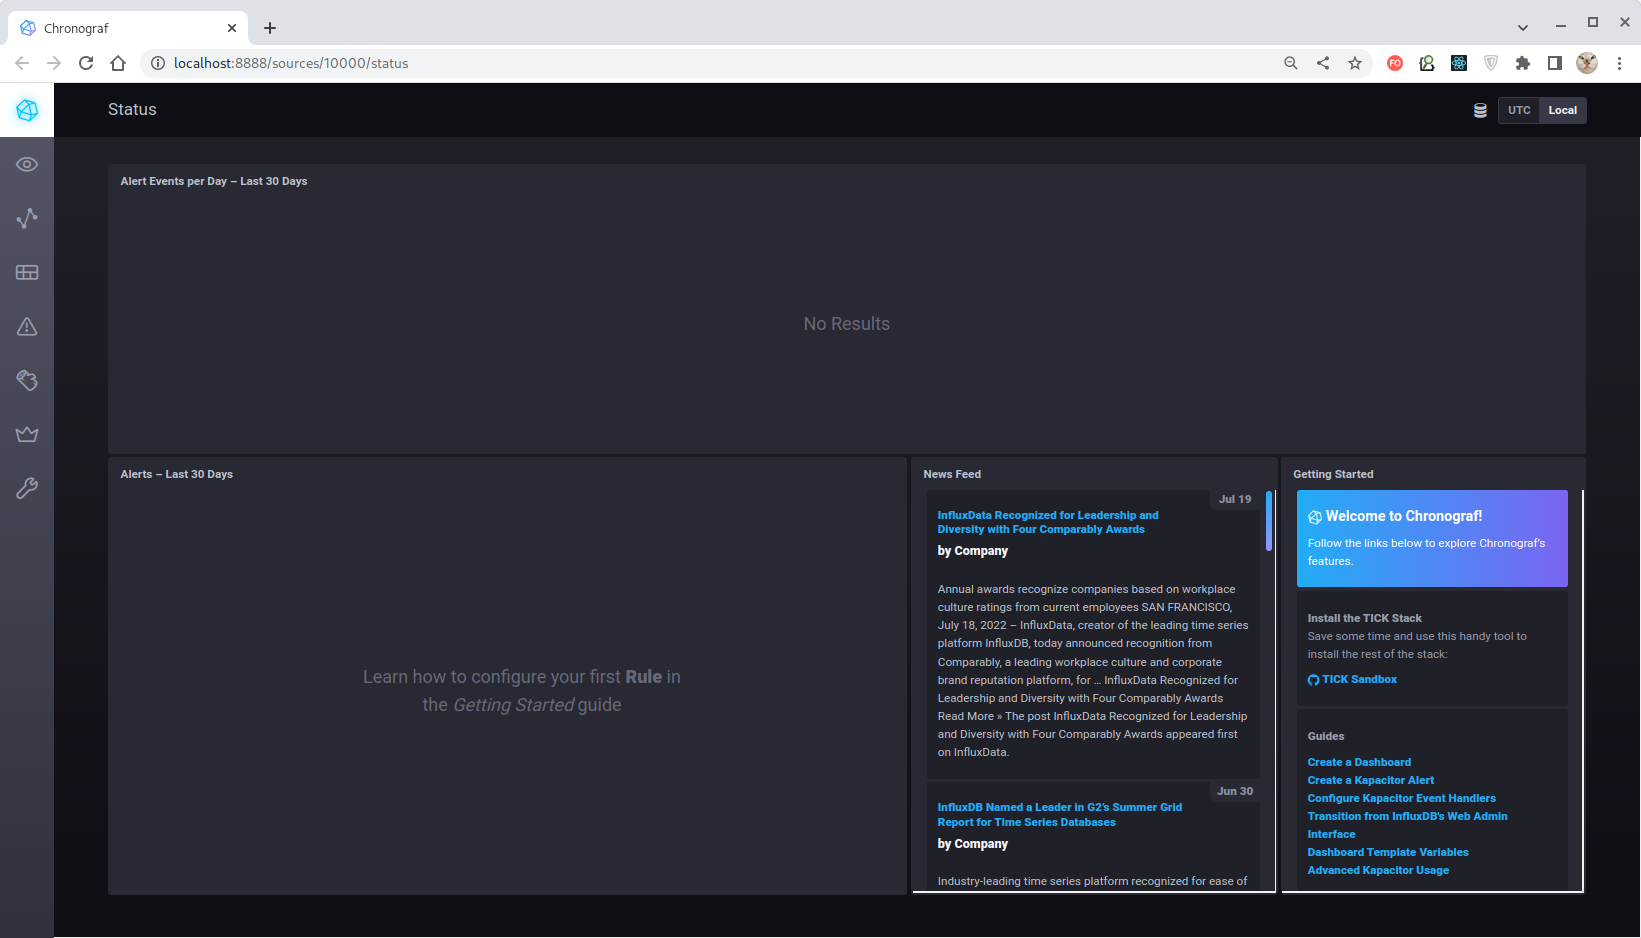 Chronograf
localhost:8888/sources/10000/status
FO
Status
UTC
Local
Alert Events per Day – Last 30 Days
No Results
Alerts – Last 30 Days
Learn how to configure your first Rule in
the Getting Started guide
News Feed
Jul 19
InfluxData Recognized for Leadership and
Diversity with Four Comparably Awards
by Company
Annual awards recognize companies based on workplace
culture ratings from current employees SAN FRANCISCO,
July 18, 2022 – InfluxData, creator of the leading time series
platform InfluxDB, today announced recognition from
Comparably, a leading workplace culture and corporate
brand reputation platform, for ... InfluxData Recognized for
Leadership and Diversity with Four Comparably Awards
Read More » The post InfluxData Recognized for Leadership
and Diversity with Four Comparably Awards appeared first
on InfluxData.
Jun 30
InfluxDB Named a Leader in G2's Summer Grid
Report for Time Series Databases
by Company
Industry-leading time series platform recognized for ease of
Getting Started
Welcome to Chronograf!
Follow the links below to explore Chronograf's
features.
Install the TICK Stack
Save some time and use this handy tool to
install the rest of the stack:
TICK Sandbox
Guides
Create a Dashboard
Create a Kapacitor Alert
Configure Kapacitor Event Handlers
Transition from InfluxDB's Web Admin
Interface
Dashboard Template Variables
Advanced Kapacitor Usage